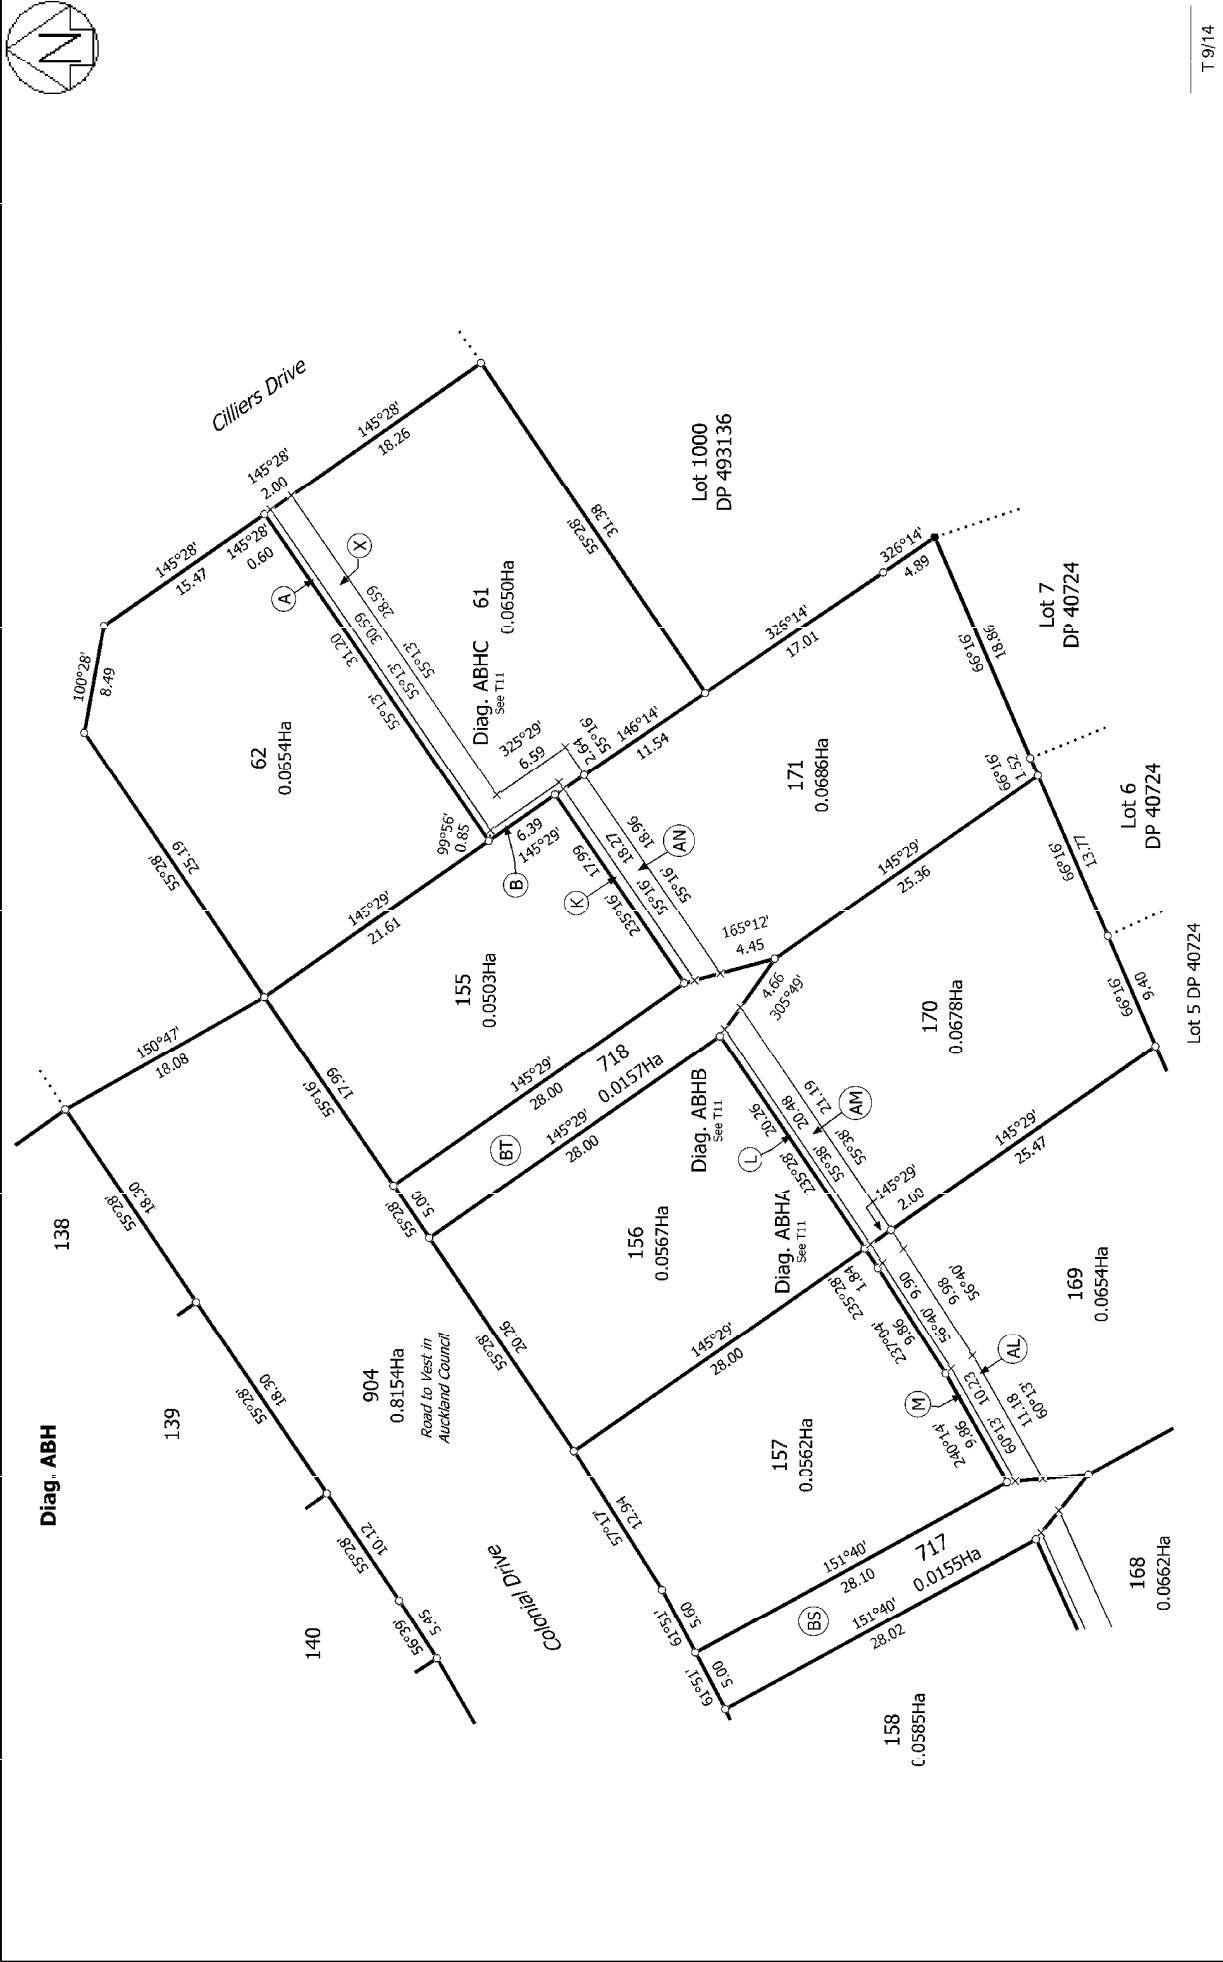 N
T 9/14
Diag. ABH
Cilliers Drive
Colonial Drive
138
139
140
55°28'
18.30
55°28'
18.30
55°28'
10.12
56°39'
5.45
150°47'
18.08
904
0.8154Ha
Road to Vest in
Auckland Council
62
0.0654Ha
100°28'
8.49
145°28'
15.47
145°28'
0.60
145°28'
2.00
145°28'
18.26
55°28'
25.19
A
X
55°13'
31.20
55°13'
30.59
55°13'
28.59
61
0.0650Ha
Diag. ABHC
See T11
55°28'
31.38
Lot 1000
DP 493136
99°56'
0.85
B
6.39
145°29'
325°29'
6.59
55°16'
2.64
146°14'
11.54
326°14'
17.01
326°14'
4.89
145°29'
21.61
155
0.0503Ha
55°16'
17.99
K
235°16'
17.99
55°16'
18.27
55°16'
18.96
AN
171
0.0686Ha
66°16'
18.86
66°16'
1.52
Lot 7
DP 40724
165°12'
4.45
4.66
305°49'
145°29'
25.36
66°16'
13.77
Lot 6
DP 40724
66°16'
9.40
Lot 5 DP 40724
145°29'
28.00
718
0.0157Ha
BT
145°29'
28.00
55°28'
5.00
156
0.0567Ha
55°28'
20.26
Diag. ABHB
See T11
L
235°28'
20.26
55°38'
20.48
55°38'
21.19
AM
170
0.0678Ha
145°29'
25.47
145°29'
2.00
Diag. ABHA
See T11
145°29'
28.00
235°28'
1.84
237°04'
9.86
56°40'
9.90
56°40'
9.98
157
0.0562Ha
57°17'
12.94
61°51'
5.60
61°51'
5.00
M
240°14'
9.86
60°13'
10.23
60°13'
11.18
AL
169
0.0654Ha
151°40'
28.10
717
0.0155Ha
BS
151°40'
28.02
158
0.0585Ha
168
0.0662Ha